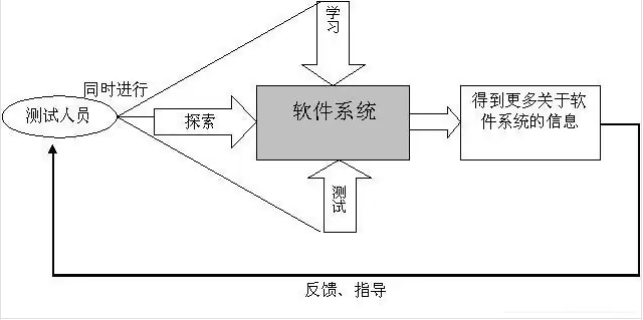 学习
同时进行
测试人员
探索
软件系统
得到更多关于软
件系统的信息
测试
反馈、指导